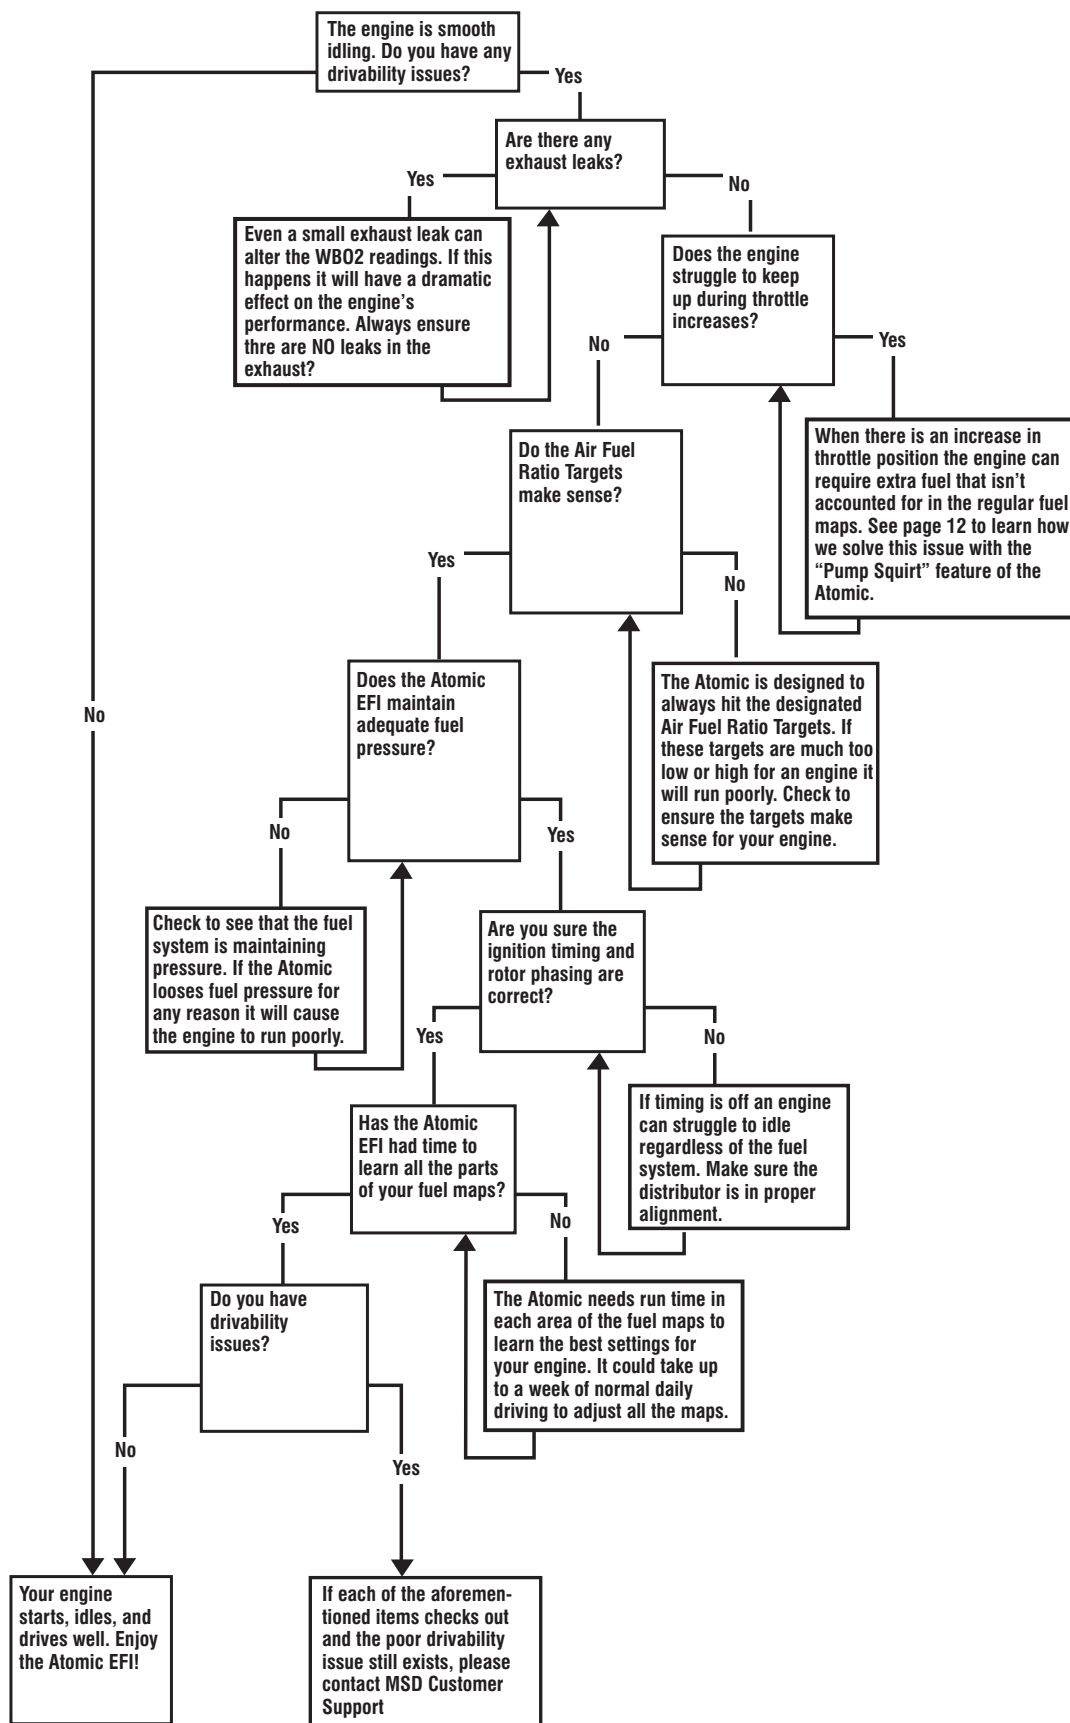 The engine is smooth
idling. Do you have any
drivability issues?
Yes
Are there any
exhaust leaks?
Yes
No
Even a small exhaust leak can
alter the WBO2 readings. If this
happens it will have a dramatic
effect on the engine's
performance. Always ensure
thre are NO leaks in the
exhaust?
Does the engine
struggle to keep
up during throttle
increases?
No
Yes
When there is an increase in
throttle position the engine can
require extra fuel that isn't
accounted for in the regular fuel
maps. See page 12 to learn how
we solve this issue with the
“Pump Squirt” feature of the
Atomic.
Do the Air Fuel
Ratio Targets
make sense?
Yes
No
The Atomic is designed to
always hit the designated
Air Fuel Ratio Targets. If
these targets are much too
low or high for an engine it
will run poorly. Check to
ensure the targets make
sense for your engine.
Does the Atomic
EFI maintain
adequate fuel
pressure?
No
No
Yes
Check to see that the fuel
system is maintaining
pressure. If the Atomic
looses fuel pressure for
any reason it will cause
the engine to run poorly.
Are you sure the
ignition timing and
rotor phasing are
correct?
Yes
No
If timing is off an engine
can struggle to idle
regardless of the fuel
system. Make sure the
distributor is in proper
alignment.
Has the Atomic
EFI had time to
learn all the parts
of your fuel maps?
Yes
No
The Atomic needs run time in
each area of the fuel maps to
learn the best settings for
your engine. It could take up
to a week of normal daily
driving to adjust all the maps.
Do you have
drivability
issues?
No
Yes
Your engine
starts, idles, and
drives well. Enjoy
the Atomic EFI!
If each of the aforemen-
tioned items checks out
and the poor drivability
issue still exists, please
contact MSD Customer
Support